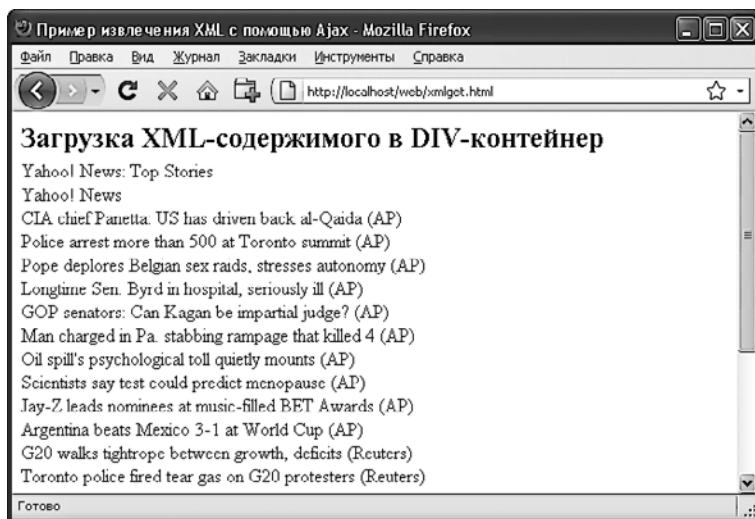 Пример извлечения XML с помощью Ajax - Mozilla Firefox
Файл Правка Вид Журнал Закладки Инструменты Справка
http://localhost/web/xmlget.html
Загрузка XML-содержимого в DIV-контейнер
Yahoo! News: Top Stories
Yahoo! News
CIA chief Panetta: US has driven back al-Qaida (AP)
Police arrest more than 500 at Toronto summit (AP)
Pope deplores Belgian sex raids, stresses autonomy (AP)
Longtime Sen. Byrd in hospital, seriously ill (AP)
GOP senators: Can Kagan be impartial judge? (AP)
Man charged in Pa. stabbing rampage that killed 4 (AP)
Oil spill's psychological toll quietly mounts (AP)
Scientists say test could predict menopause (AP)
Jay-Z leads nominees at music-filled BET Awards (AP)
Argentina beats Mexico 3-1 at World Cup (AP)
G20 walks tightrope between growth, deficits (Reuters)
Toronto police fired tear gas on G20 protesters (Reuters)
Готово